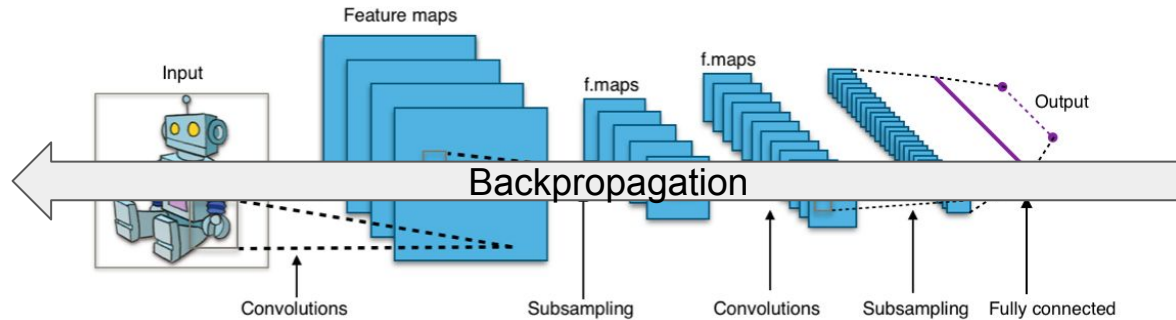 Feature maps
Input
f.maps
f.maps
Output
Backpropagation
Convolutions
Subsampling
Convolutions
Subsampling
Fully connected